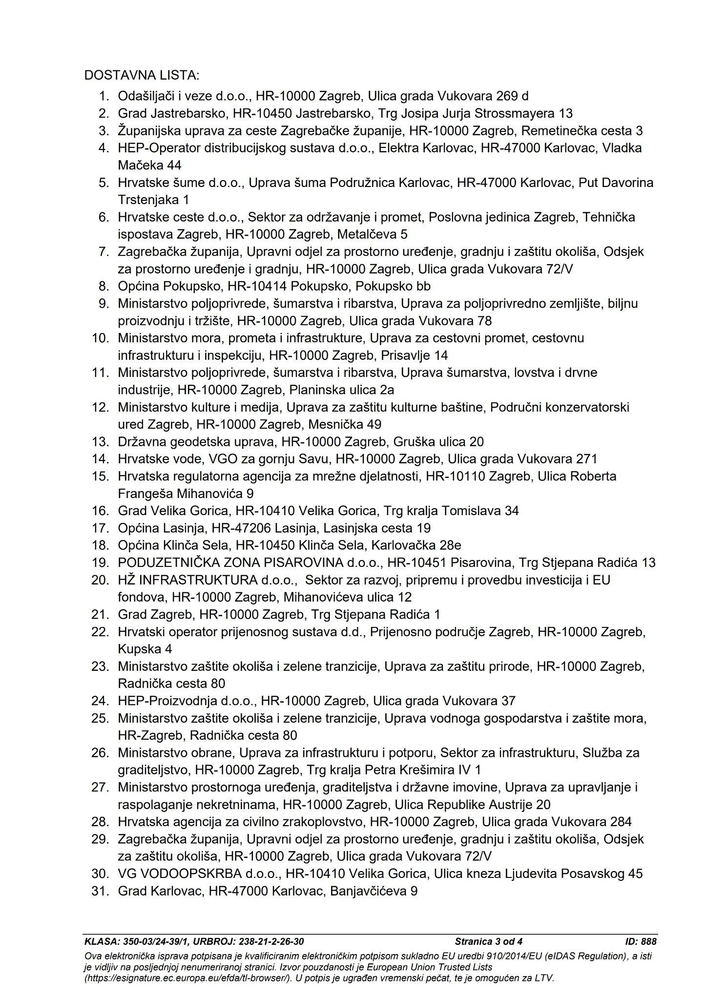 DOSTAVNA LISTA:
1. Odašiljači i veze d.o.o., HR-10000 Zagreb, Ulica grada Vukovara 269 d
2. Grad Jastrebarsko, HR-10450 Jastrebarsko, Trg Josipa Jurja Strossmayera 13
3. Županijska uprava za ceste Zagrebačke županije, HR-10000 Zagreb, Remetinečka cesta 3
4. HEP-Operator distribucijskog sustava d.o.o., Elektra Karlovac, HR-47000 Karlovac, Vladka
Mačeka 44
5. Hrvatske šume d.o.o., Uprava šuma Podružnica Karlovac, HR-47000 Karlovac, Put Davorina
Trstenjaka 1
6. Hrvatske ceste d.o.o., Sektor za održavanje i promet, Poslovna jedinica Zagreb, Tehnička
ispostava Zagreb, HR-10000 Zagreb, Metalčeva 5
7. Zagrebačka županija, Upravni odjel za prostorno uređenje, gradnju i zaštitu okoliša, Odsjek
za prostorno uređenje i gradnju, HR-10000 Zagreb, Ulica grada Vukovara 72/V
8. Općina Pokupsko, HR-10414 Pokupsko, Pokupsko bb
9. Ministarstvo poljoprivrede, šumarstva i ribarstva, Uprava za poljoprivredno zemljište, biljnu
proizvodnju i tržište, HR-10000 Zagreb, Ulica grada Vukovara 78
10. Ministarstvo mora, prometa i infrastrukture, Uprava za cestovni promet, cestovnu
infrastrukturu i inspekciju, HR-10000 Zagreb, Prisavlje 14
11. Ministarstvo poljoprivrede, šumarstva i ribarstva, Uprava šumarstva, lovstva i drvne
industrije, HR-10000 Zagreb, Planinska ulica 2a
12. Ministarstvo kulture i medija, Uprava za zaštitu kulturne baštine, Područni konzervatorski
ured Zagreb, HR-10000 Zagreb, Mesnička 49
13. Državna geodetska uprava, HR-10000 Zagreb, Gruška ulica 20
14. Hrvatske vode, VGO za gornju Savu, HR-10000 Zagreb, Ulica grada Vukovara 271
15. Hrvatska regulatorna agencija za mrežne djelatnosti, HR-10110 Zagreb, Ulica Roberta
Frangeša Mihanovića 9
16. Grad Velika Gorica, HR-10410 Velika Gorica, Trg kralja Tomislava 34
17. Općina Lasinja, HR-47206 Lasinja, Lasinjska cesta 19
18. Općina Klinča Sela, HR-10450 Klinča Sela, Karlovačka 28e
19. PODUZETNIČKA ZONA PISAROVINA d.o.o., HR-10451 Pisarovina, Trg Stjepana Radića 13
20. HŽ INFRASTRUKTURA d.o.o., Sektor za razvoj, pripremu i provedbu investicija i EU
fondova, HR-10000 Zagreb, Mihanovićeva ulica 12
21. Grad Zagreb, HR-10000 Zagreb, Trg Stjepana Radića 1
22. Hrvatski operator prijenosnog sustava d.d., Prijenosno područje Zagreb, HR-10000 Zagreb,
Kupska 4
23. Ministarstvo zaštite okoliša i zelene tranzicije, Uprava za zaštitu prirode, HR-10000 Zagreb,
Radnička cesta 80
24. HEP-Proizvodnja d.o.o., HR-10000 Zagreb, Ulica grada Vukovara 37
25. Ministarstvo zaštite okoliša i zelene tranzicije, Uprava vodnoga gospodarstva i zaštite mora,
HR-Zagreb, Radnička cesta 80
26. Ministarstvo obrane, Uprava za infrastrukturu i potporu, Sektor za infrastrukturu, Služba za
graditeljstvo, HR-10000 Zagreb, Trg kralja Petra Krešimira IV 1
27. Ministarstvo prostornoga uređenja, graditeljstva i državne imovine, Uprava za upravljanje i
raspolaganje nekretninama, HR-10000 Zagreb, Ulica Republike Austrije 20
28. Hrvatska agencija za civilno zrakoplovstvo, HR-10000 Zagreb, Ulica grada Vukovara 284
29. Zagrebačka županija, Upravni odjel za prostorno uređenje, gradnju i zaštitu okoliša, Odsjek
za zaštitu okoliša, HR-10000 Zagreb, Ulica grada Vukovara 72/V
30. VG VODOOPSKRBA d.o.o., HR-10410 Velika Gorica, Ulica kneza Ljudevita Posavskog 45
31. Grad Karlovac, HR-47000 Karlovac, Banjavčićeva 9
KLASA: 350-03/24-39/1, URBROJ: 238-21-2-26-30 Stranica 3 od 4 ID: 888
Ova elektronička isprava potpisana je kvalificiranim elektroničkim potpisom sukladno EU uredbi 910/2014/EU (eIDAS Regulation), a isti
je vidljiv na posljednjoj nenumeriranoj stranici. Izvor pouzdanosti je European Union Trusted Lists
(https://esignature.ec.europa.eu/efda/tl-browser/). U potpis je ugrađen vremenski pečat, te je omogućen za LTV.